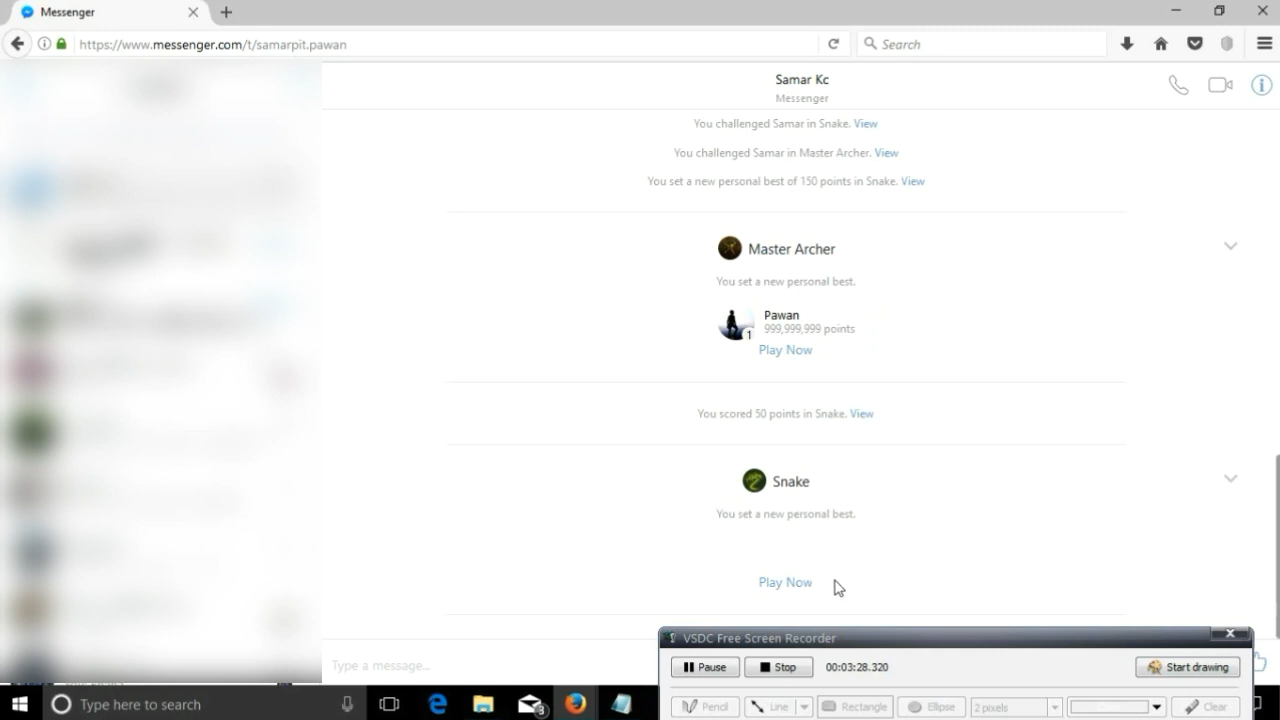 Messenger
https://www.messenger.com/t/samarpit.pawan
Search
Samar Kc
Messenger
You challenged Samar in Snake. View
You challenged Samar in Master Archer. View
You set a new personal best of 150 points in Snake. View
Master Archer
You set a new personal best.
Pawan
1
999,999,999 points
Play Now
You scored 50 points in Snake. View
Snake
You set a new personal best.
Play Now
Type a message...
VSDC Free Screen Recorder
Pause
Stop
00:03:28.320
Start drawing
Pencil
Line
Rectangle
Ellipse
2 pixels
Clear
Type here to search
3